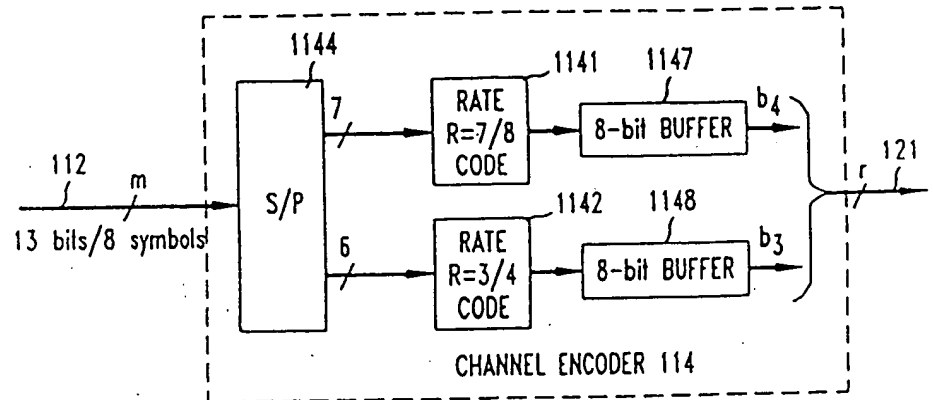 1144
1141
1147
RATE
R=7/8
CODE
8-bit BUFFER
b4
7
112
m
13 bits/8 symbols
S/P
r
121
1142
1148
6
RATE
R=3/4
CODE
8-bit BUFFER
b3
CHANNEL ENCODER 114